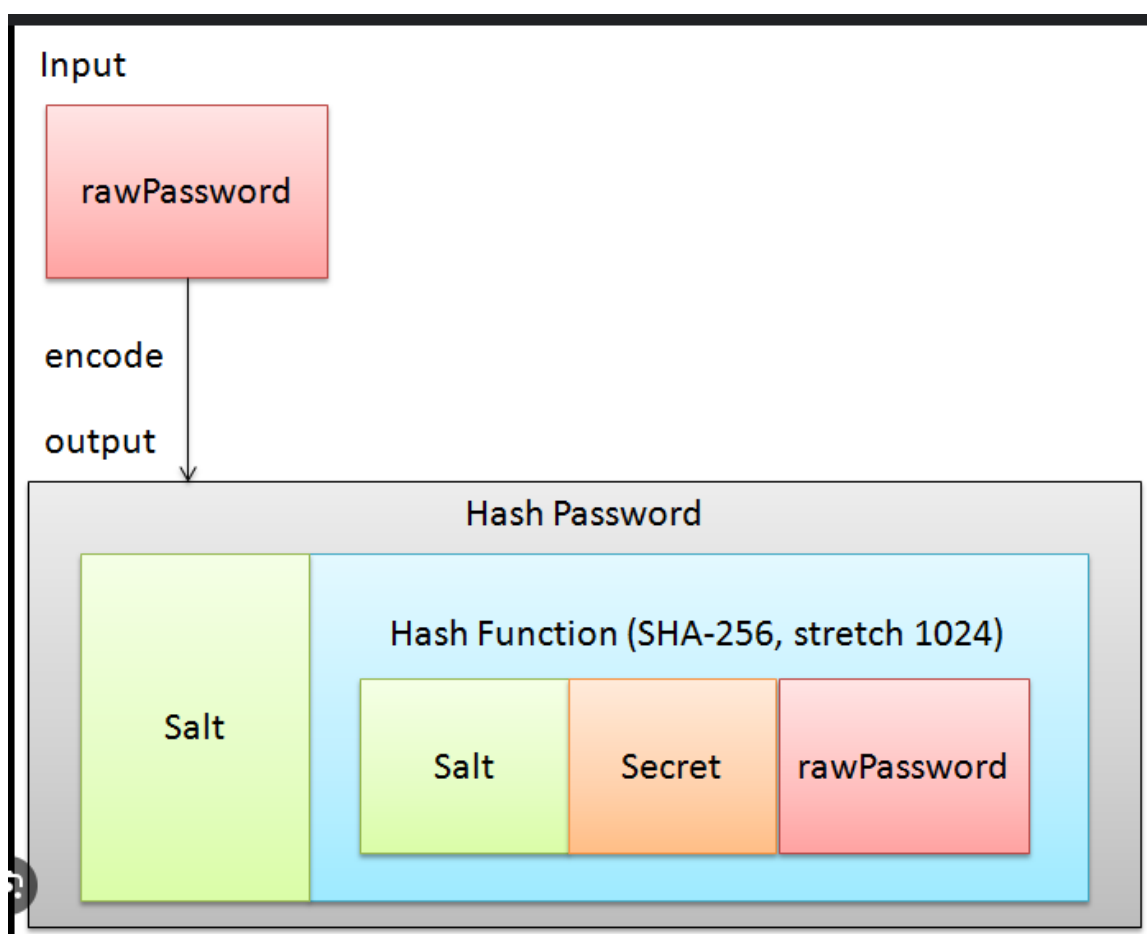 Input
rawPassword
encode
output
Hash Password
Hash Function (SHA-256, stretch 1024)
Salt
Salt
Secret
rawPassword